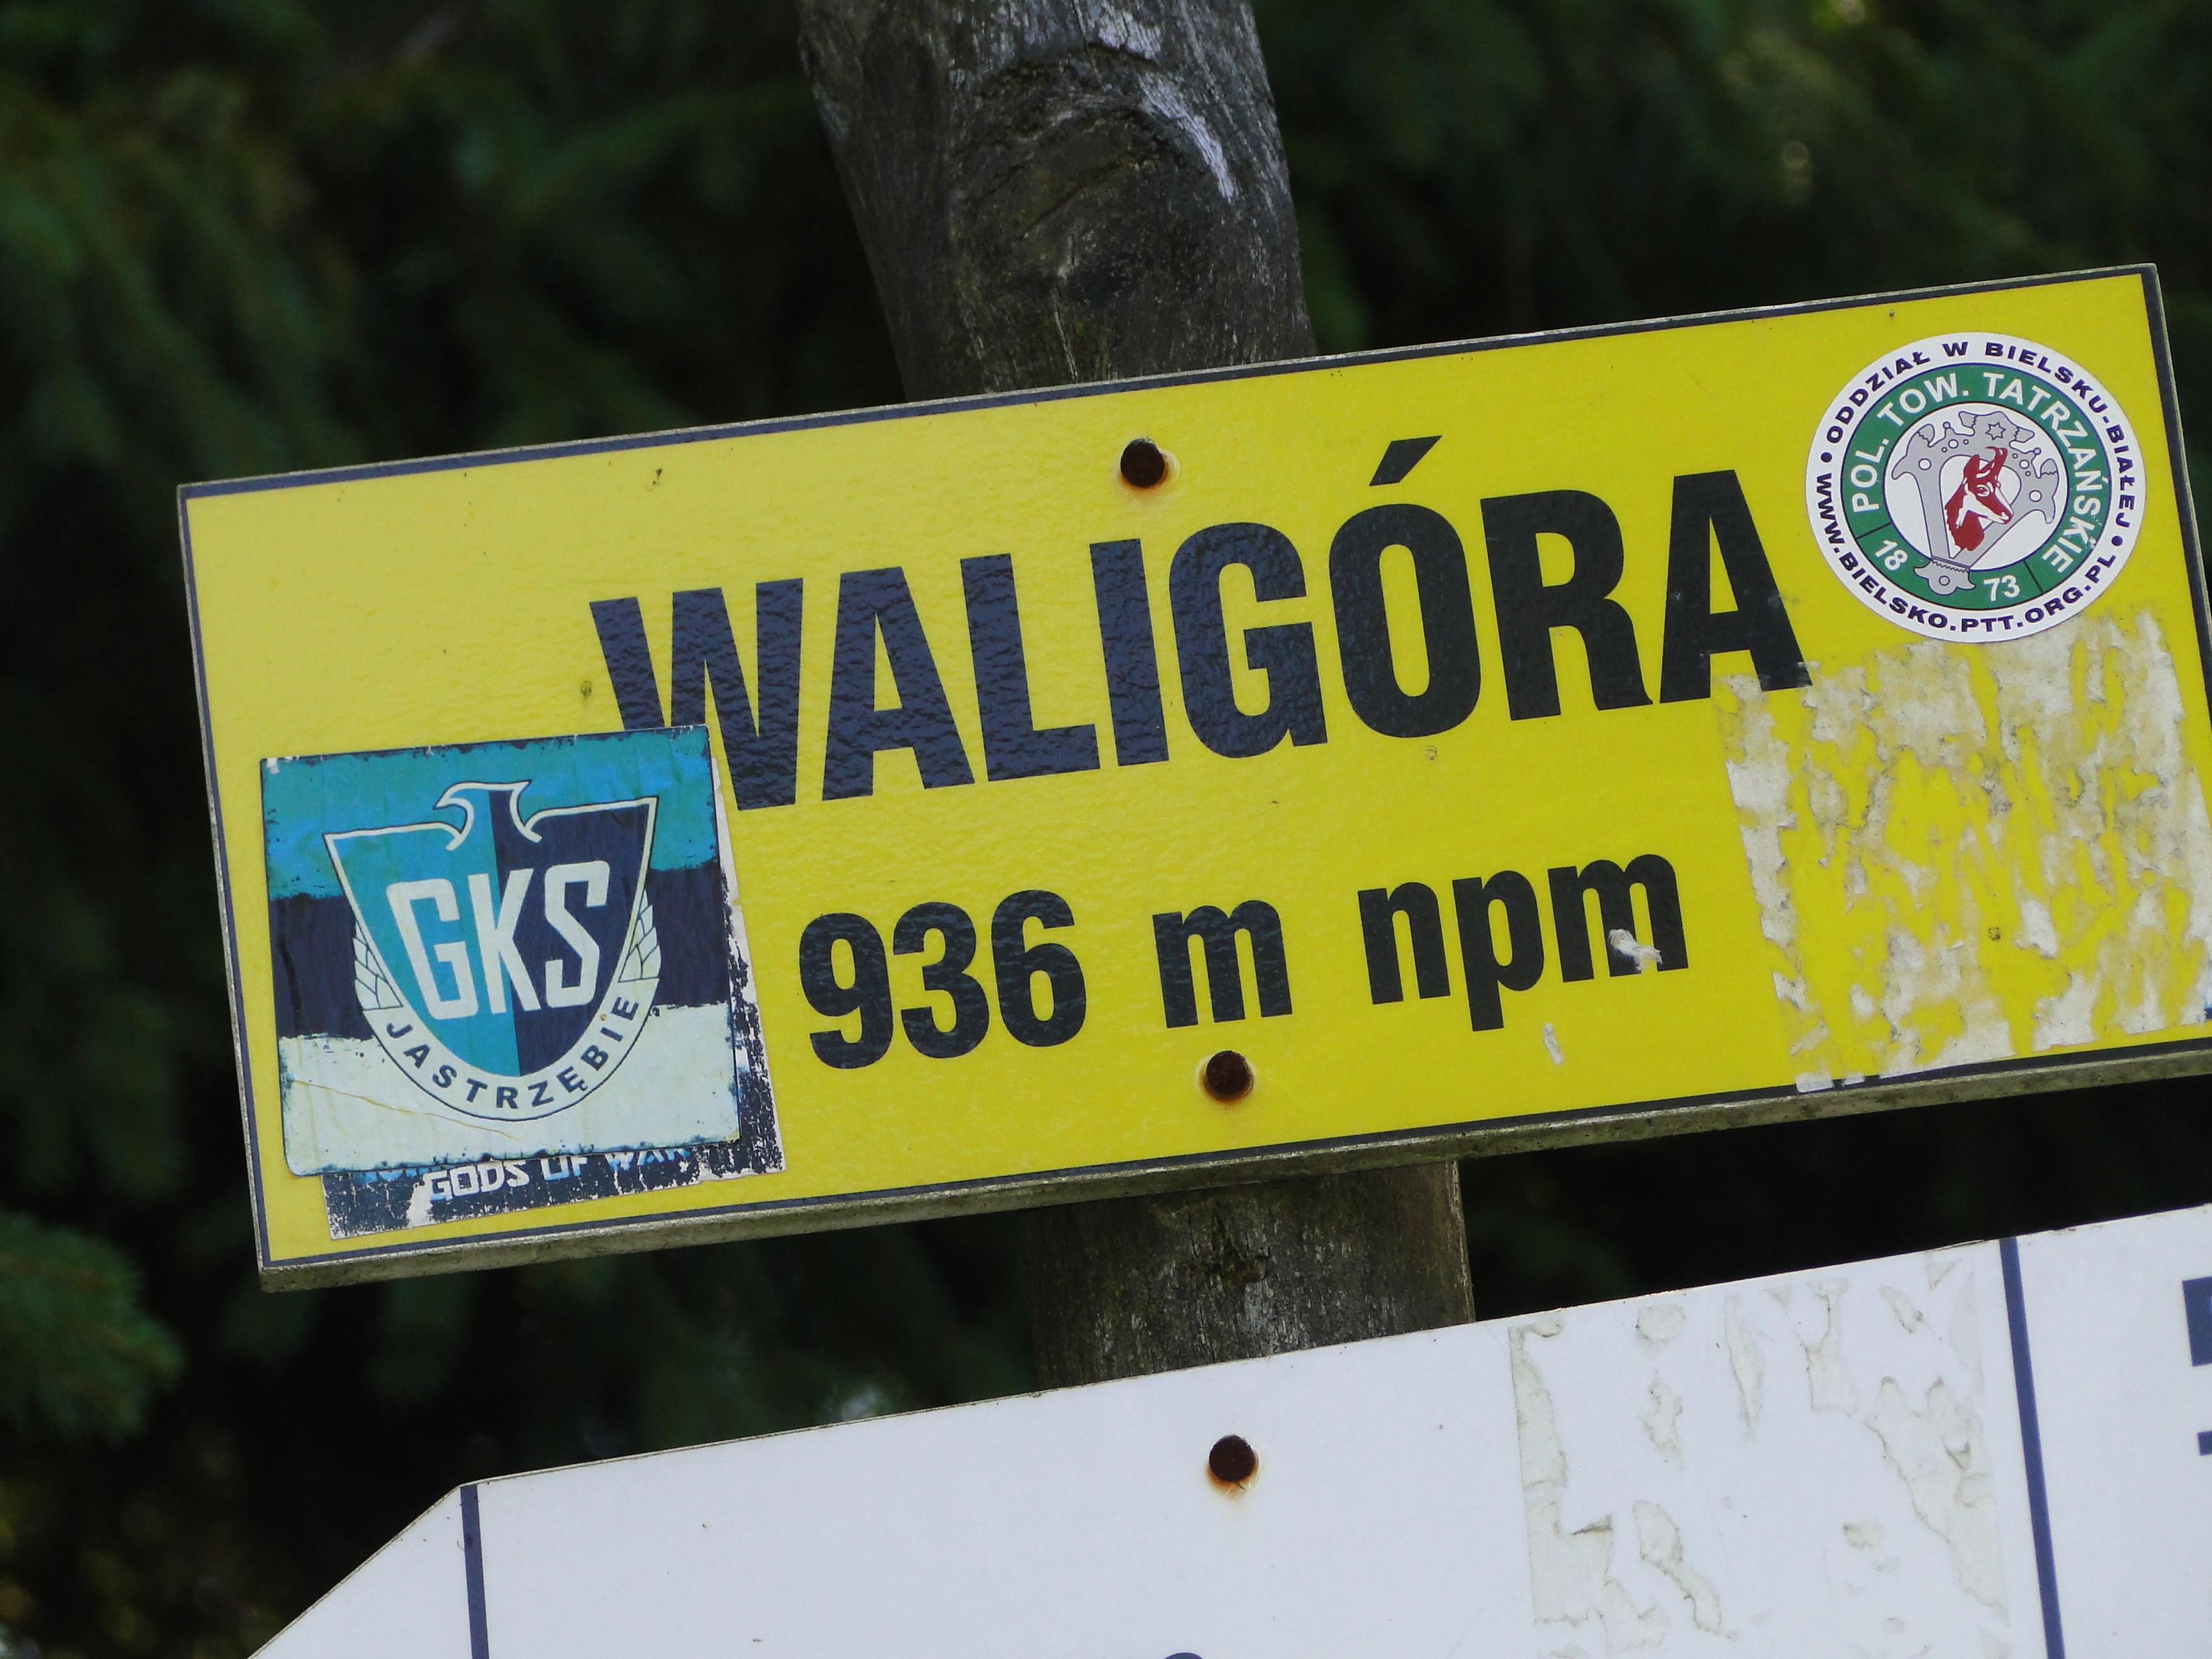 WALIGÓRA
936 m npm
ODDZIAŁ W BIELSKU-BIAŁEJ
WWW.BIELSKO.PTT.ORG.PL
POL. TOW. TATRZAŃSKIE
18 73
GKS
JASTRZĘBIE
GODS OF WAR